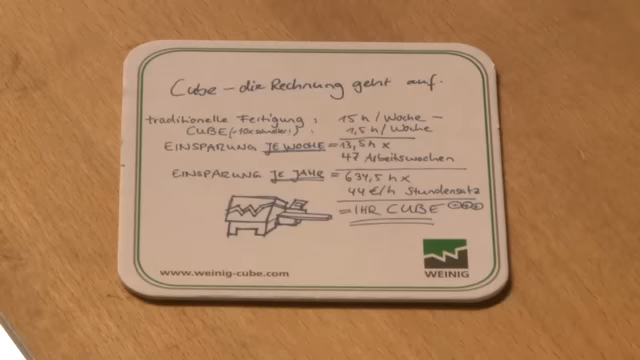 Cube – die Rechnung geht auf.
traditionelle Fertigung : 15 h / Woche –
CUBE (~10x schneller!) : 1,5 h / Woche
EINSPARUNG JE WOCHE = 13,5 h x
47 Arbeitswochen
EINSPARUNG JE JAHR = 634,5 h x
44 €/h Stundensatz
= IHR CUBE
www.weinig-cube.com
WEINIG